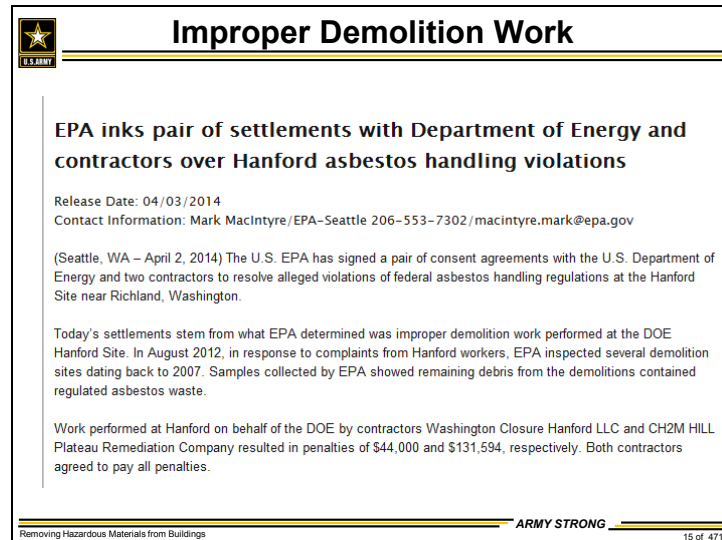 Improper Demolition Work
U.S.ARMY
EPA inks pair of settlements with Department of Energy and
contractors over Hanford asbestos handling violations
Release Date: 04/03/2014
Contact Information: Mark MacIntyre/EPA-Seattle 206-553-7302/macintyre.mark@epa.gov
(Seattle, WA – April 2, 2014) The U.S. EPA has signed a pair of consent agreements with the U.S. Department of
Energy and two contractors to resolve alleged violations of federal asbestos handling regulations at the Hanford
Site near Richland, Washington.
Today's settlements stem from what EPA determined was improper demolition work performed at the DOE
Hanford Site. In August 2012, in response to complaints from Hanford workers, EPA inspected several demolition
sites dating back to 2007. Samples collected by EPA showed remaining debris from the demolitions contained
regulated asbestos waste.
Work performed at Hanford on behalf of the DOE by contractors Washington Closure Hanford LLC and CH2M HILL
Plateau Remediation Company resulted in penalties of $44,000 and $131,594, respectively. Both contractors
agreed to pay all penalties.
ARMY STRONG
Removing Hazardous Materials from Buildings
15 of 471